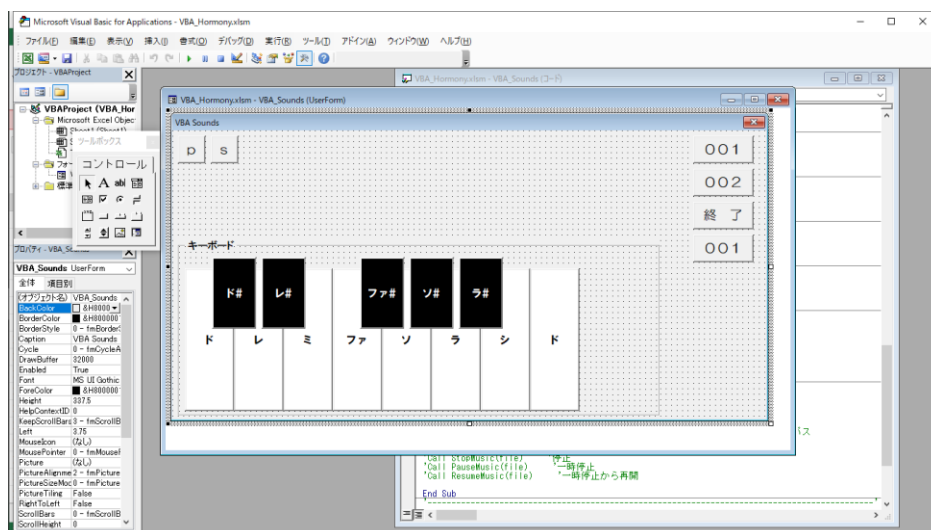 Microsoft Visual Basic for Applications - VBA_Hormony.xlsm
ファイル(F) 編集(E) 表示(V) 挿入(I) 書式(O) デバッグ(D) 実行(R) ツール(T) アドイン(A) ウィンドウ(W) ヘルプ(H)
プロジェクト - VBAProject
VBAProject (VBA_Hor
Microsoft Excel Objec
Sheet1 (Sheet1)
フォー
標準
ツールボックス
コントロール
プロパティ - VBA_So
VBA_Sounds UserForm
全体 項目別
(オブジェクト名) VBA_Sounds
BackColor &H8000
BorderColor &H800000
BorderStyle 0 - fmBorderS
Caption VBA Sounds
Cycle 0 - fmCycleA
DrawBuffer 32000
Enabled True
Font MS UI Gothic
ForeColor &H800000
Height 337.5
HelpContextID 0
KeepScrollBars 3 - fmScrollB
Left 3.75
MouseIcon (なし)
MousePointer 0 - fmMouseP
Picture (なし)
PictureAlignme 2 - fmPicture
PictureSizeMod 0 - fmPicture
PictureTiling False
RightToLeft False
ScrollBars 0 - fmScrollB
ScrollHeight 0
VBA_Hormony.xlsm - VBA_Sounds (コード)
VBA_Hormony.xlsm - VBA_Sounds (UserForm)
VBA Sounds
p s
001
002
終 了
001
キーボード
ド# レ# ファ# ソ# ラ#
ド レ ミ ファ ソ ラ シ ド
パス
'Call StopMusic(file) '停止
'Call PauseMusic(file) '一時停止
'Call ResumeMusic(file) '一時停止から再開
End Sub